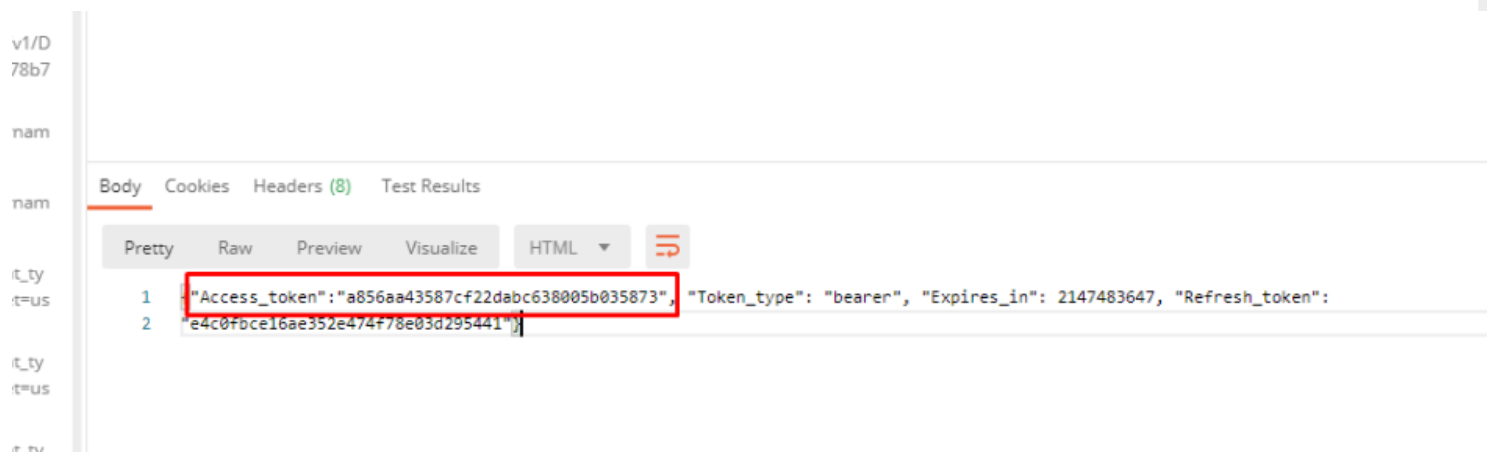 v1/D
78b7
nam
nam
t_ty
t=us
t_ty
t=us
Body Cookies Headers (8) Test Results
Pretty Raw Preview Visualize HTML
1 {"Access_token":"a856aa43587cf22dabc638005b035873", "Token_type": "bearer", "Expires_in": 2147483647, "Refresh_token":
2 "e4c0fbce16ae352e474f78e03d295441"}